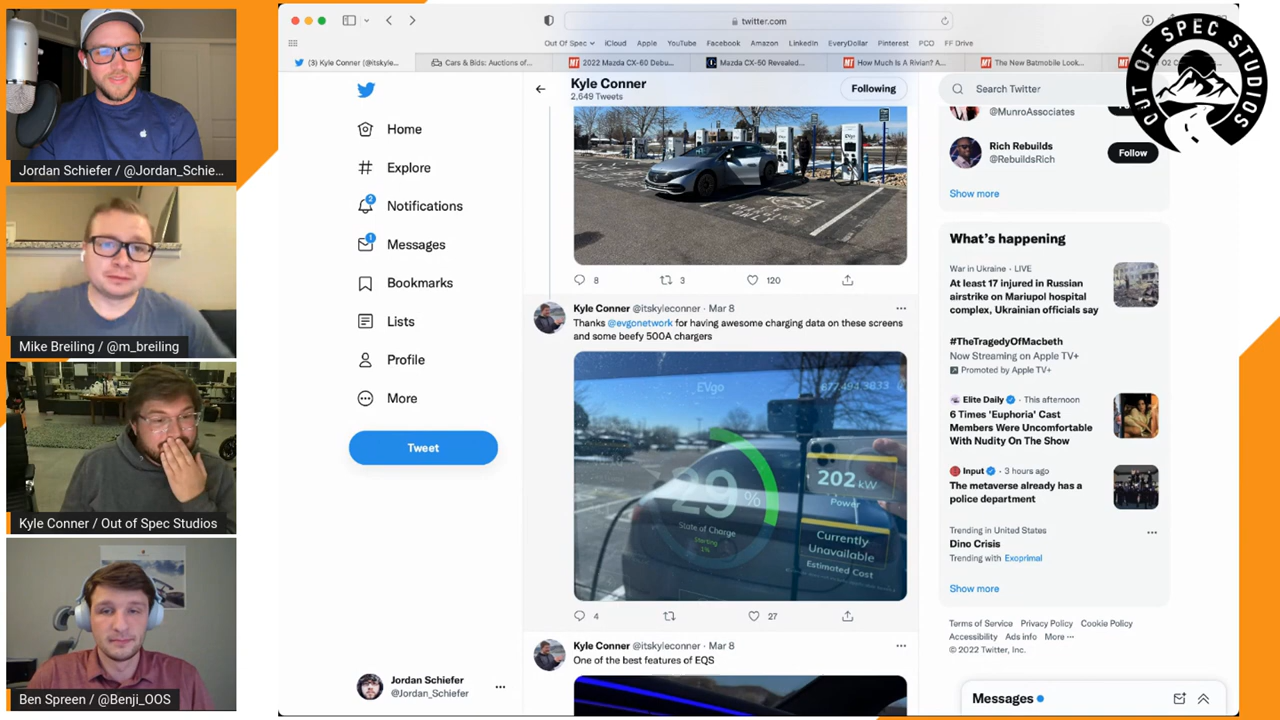 Jordan Schiefer / @Jordan_Schie...
Mike Breiling / @m_breiling
Kyle Conner / Out of Spec Studios
Ben Spreen / @Benji_OOS
twitter.com
Out Of Spec
iCloud
Apple
YouTube
Facebook
Amazon
LinkedIn
EveryDollar
Pinterest
PCO
FF Drive
(3) Kyle Conner (@itskyle...
Cars & Bids: Auctions of...
2022 Mazda CX-60 Debu...
Mazda CX-50 Revealed...
How Much Is A Rivian? A...
The New Batmobile Look...
OUT OF SPEC STUDIOS
Home
Explore
2
Notifications
1
Messages
Bookmarks
Lists
Profile
More
Tweet
Jordan Schiefer
@Jordan_Schiefer
Kyle Conner
2,649 Tweets
Following
8
3
120
Kyle Conner @itskyleconner · Mar 8
Thanks @evgonetwork for having awesome charging data on these screens
and some beefy 500A chargers
EVgo
877.494.3833
29 %
State of Charge
Starting
1%
202 kW
Power
Currently
Unavailable
Estimated Cost
4
27
Kyle Conner @itskyleconner · Mar 8
One of the best features of EQS
Search Twitter
@MunroAssociates
Rich Rebuilds
@RebuildsRich
Follow
Show more
What's happening
War in Ukraine · LIVE
At least 17 injured in Russian
airstrike on Mariupol hospital
complex, Ukrainian officials say
#TheTragedyOfMacbeth
Now Streaming on Apple TV+
Promoted by Apple TV+
Elite Daily · This afternoon
6 Times 'Euphoria' Cast
Members Were Uncomfortable
With Nudity On The Show
Input · 3 hours ago
The metaverse already has a
police department
Trending in United States
Dino Crisis
Trending with Exoprimal
Show more
Terms of Service Privacy Policy Cookie Policy
Accessibility Ads info More ···
© 2022 Twitter, Inc.
Messages